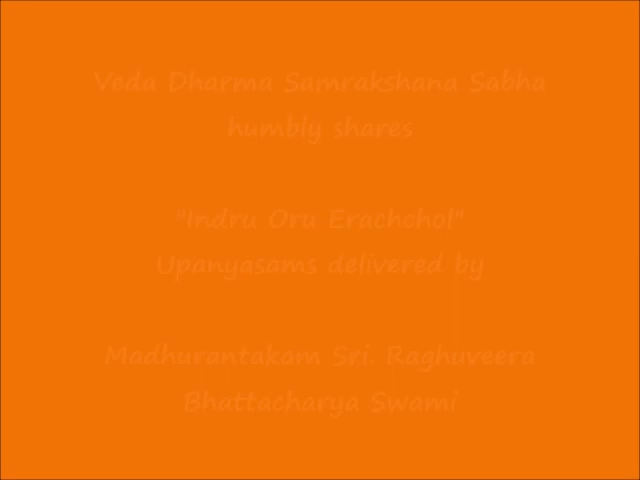 Veda Dharma Samrakshana Sabha
humbly shares
"Indru Oru Erachchol"
Upanyasams delivered by
Madhurantakam Sri. Raghuveera
Bhattacharya Swami